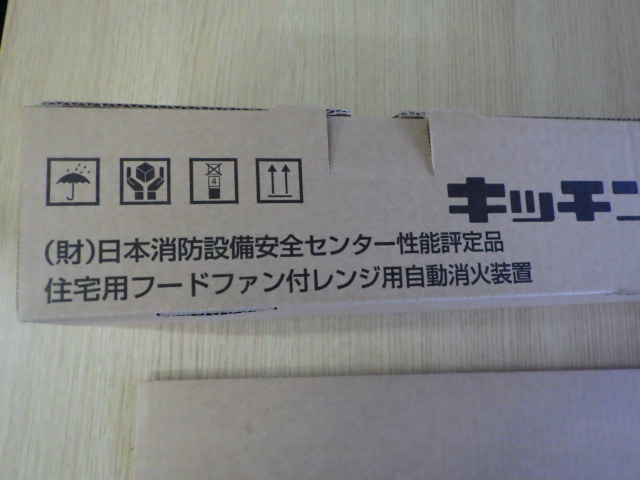 4
キッチン
(財)日本消防設備安全センター性能評定品
住宅用フードファン付レンジ用自動消火装置